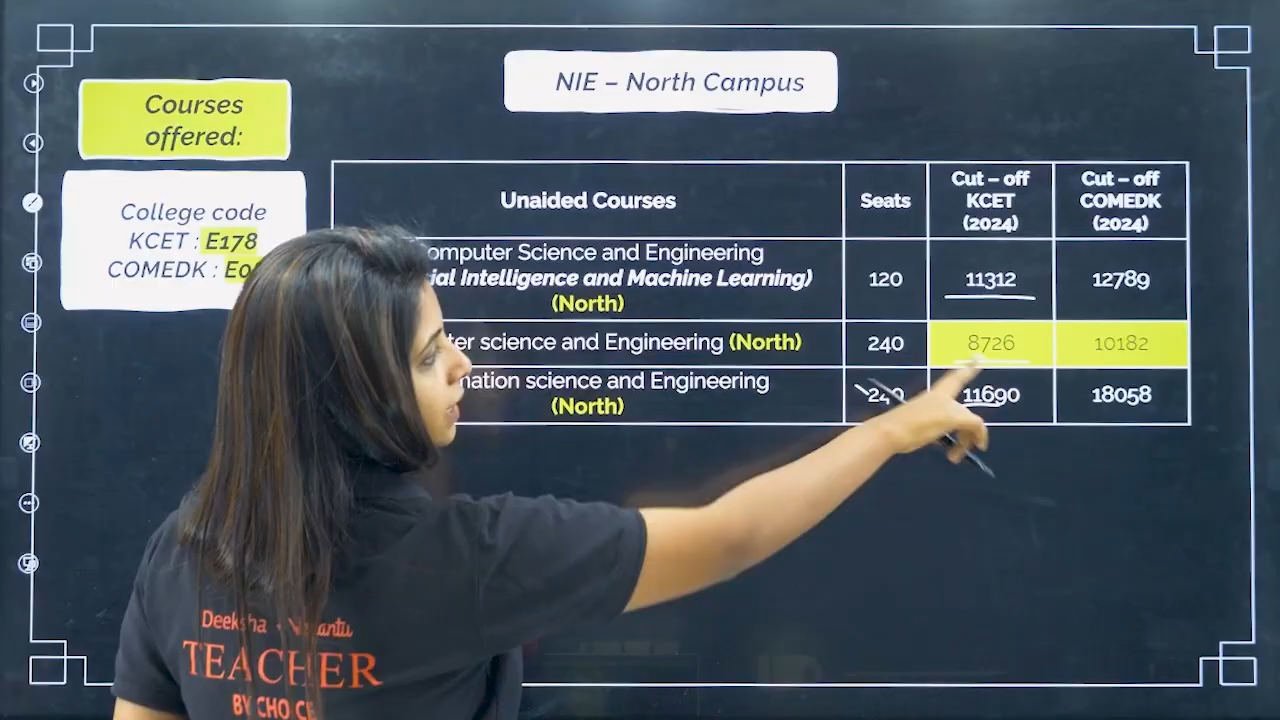 NIE – North Campus
Courses
offered:
College code
KCET : E178
COMEDK :
Unaided Courses
Seats
Cut – off
KCET
(2024)
Cut – off
COMEDK
(2024)
omputer Science and Engineering
ial Intelligence and Machine Learning)
(North)
120
11312
12789
ter science and Engineering (North)
240
8726
10182
mation science and Engineering
(North)
240
11690
18058
Deeksha
TEACHER
BY CHOICE